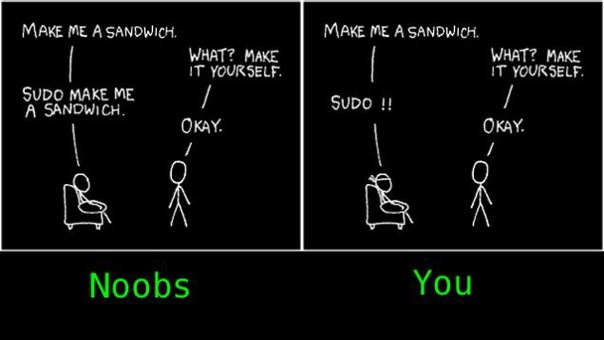 MAKE ME A SANDWICH.
WHAT? MAKE
IT YOURSELF.
SUDO MAKE ME
A SANDWICH.
OKAY.
MAKE ME A SANDWICH.
WHAT? MAKE
IT YOURSELF.
SUDO !!
OKAY.
Noobs
You